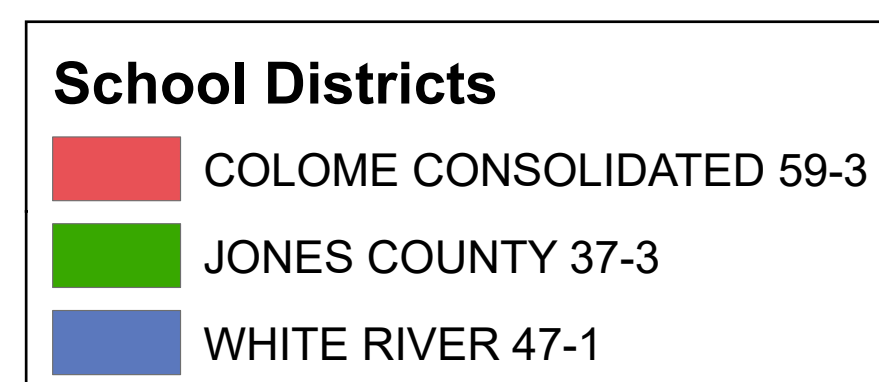 School Districts
COLOME CONSOLIDATED 59-3
JONES COUNTY 37-3
WHITE RIVER 47-1